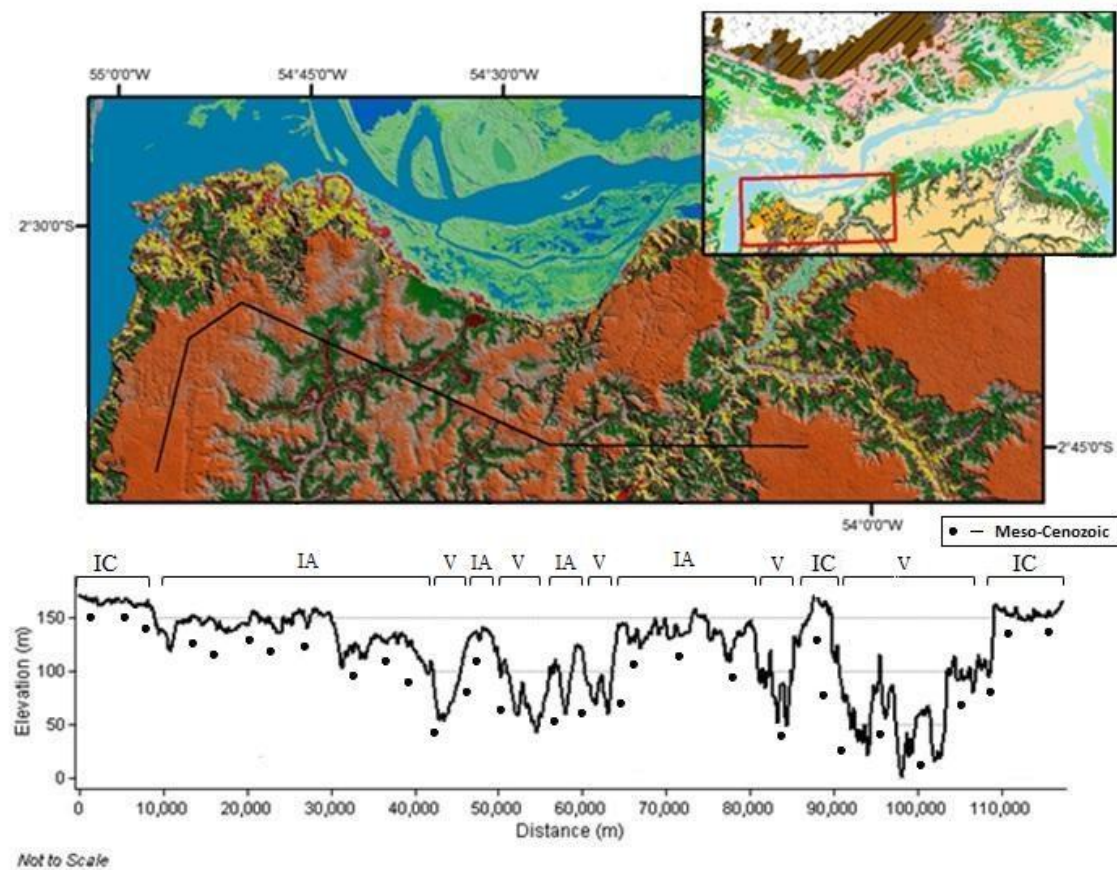 55°0'0"W 54°45'0"W 54°30'0"W
2°30'0"S
2°45'0"S
54°0'0"W
• — Meso-Cenozoic
IC IA V IA V IA V IA V IC V IC
Elevation (m)
150
100
50
0
0 10,000 20,000 30,000 40,000 50,000 60,000 70,000 80,000 90,000 100,000 110,000
Distance (m)
Not to Scale